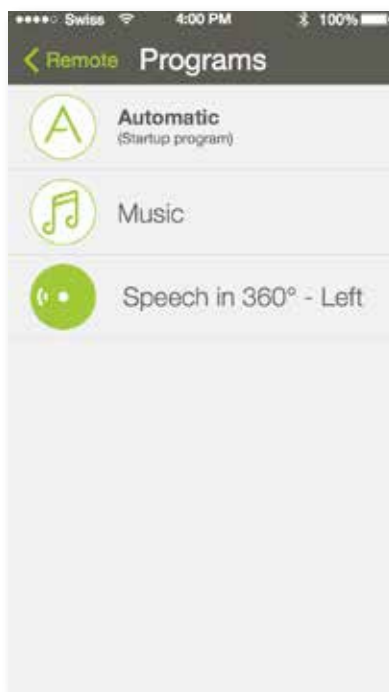 Swiss 4:00 PM 100%
Remote Programs
A
Automatic
(Startup program)
Music
Speech in 360° - Left